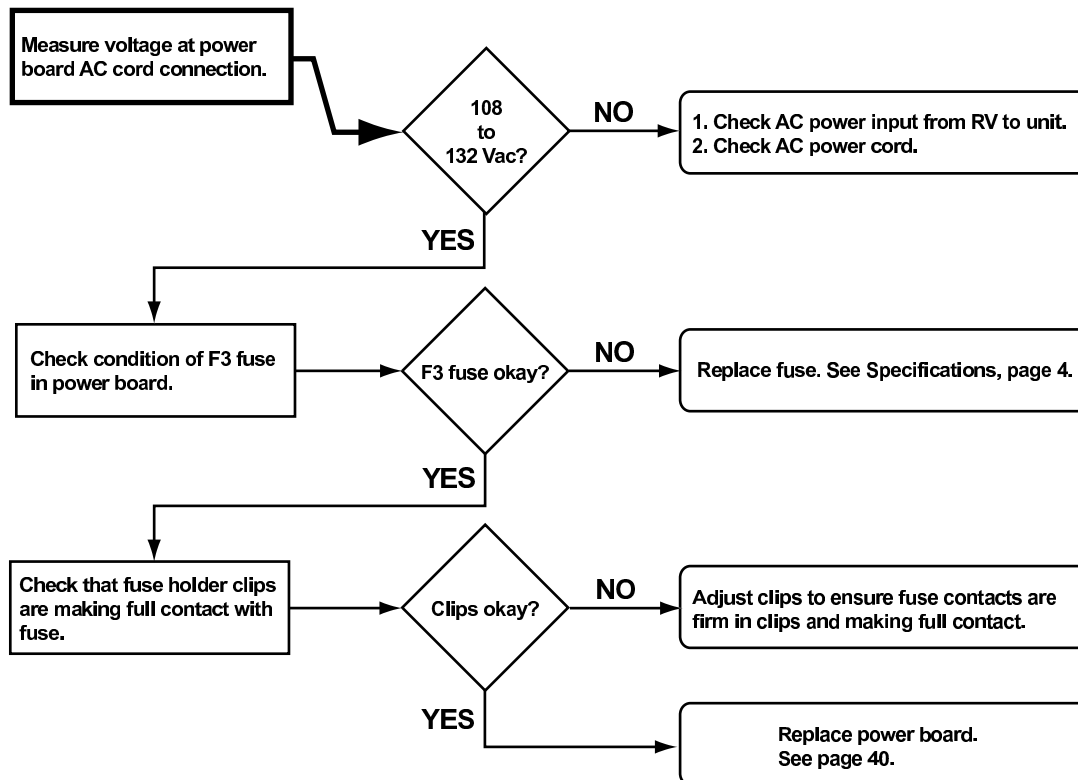 Measure voltage at power
board AC cord connection.
108
to
132 Vac?
NO
1. Check AC power input from RV to unit.
2. Check AC power cord.
YES
Check condition of F3 fuse
in power board.
F3 fuse okay?
NO
Replace fuse. See Specifications, page 4.
YES
Check that fuse holder clips
are making full contact with
fuse.
Clips okay?
NO
Adjust clips to ensure fuse contacts are
firm in clips and making full contact.
YES
Replace power board.
See page 40.